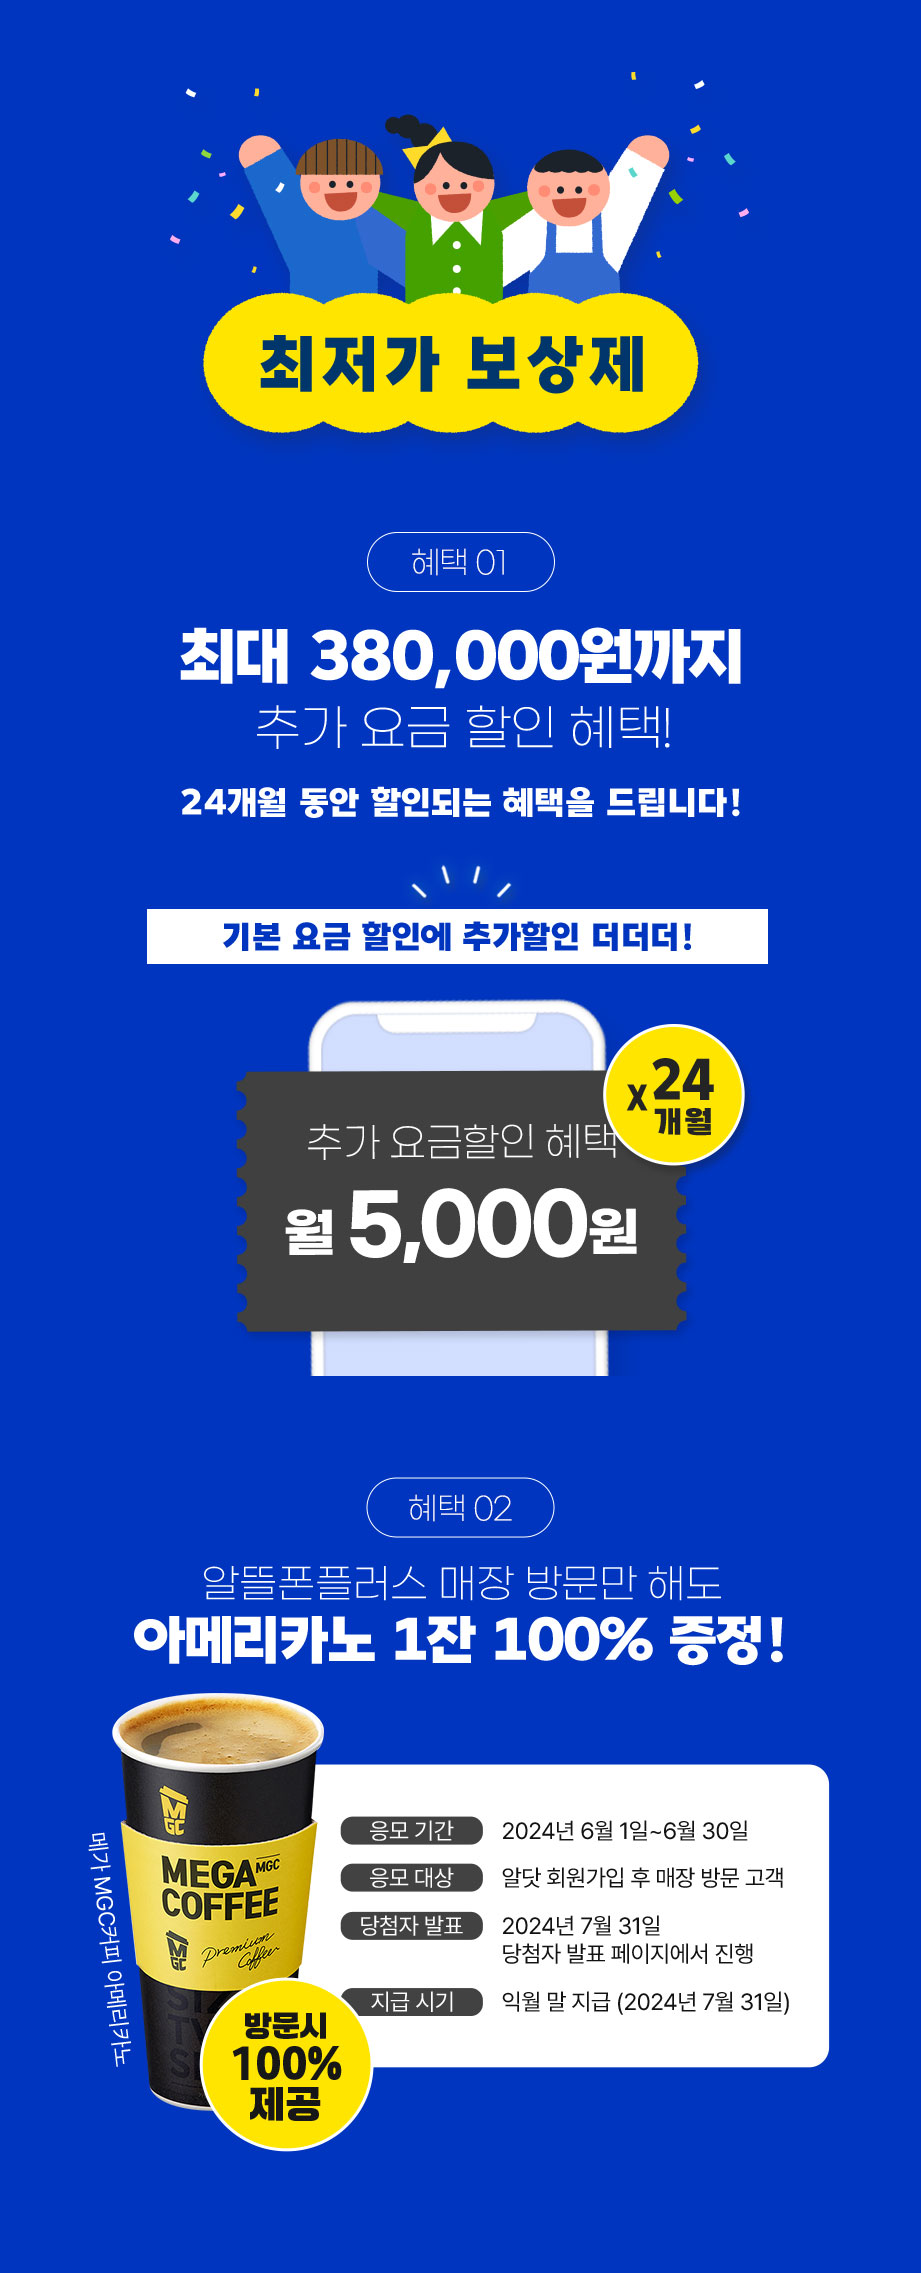 최저가 보상제
혜택 01
최대 380,000원까지
추가 요금 할인 혜택!
24개월 동안 할인되는 혜택을 드립니다!
기본 요금 할인에 추가할인 더더더!
x 24
개월
추가 요금할인 혜택
월 5,000원
혜택 02
알뜰폰플러스 매장 방문만 해도
아메리카노 1잔 100% 증정!
메가 MGC커피 아메리카노
MGC
MEGA MGC
COFFEE
MGC
Premium
Coffee
방문시
100%
제공
응모 기간 2024년 6월 1일~6월 30일
응모 대상 알닷 회원가입 후 매장 방문 고객
당첨자 발표 2024년 7월 31일
당첨자 발표 페이지에서 진행
지급 시기 익월 말 지급 (2024년 7월 31일)